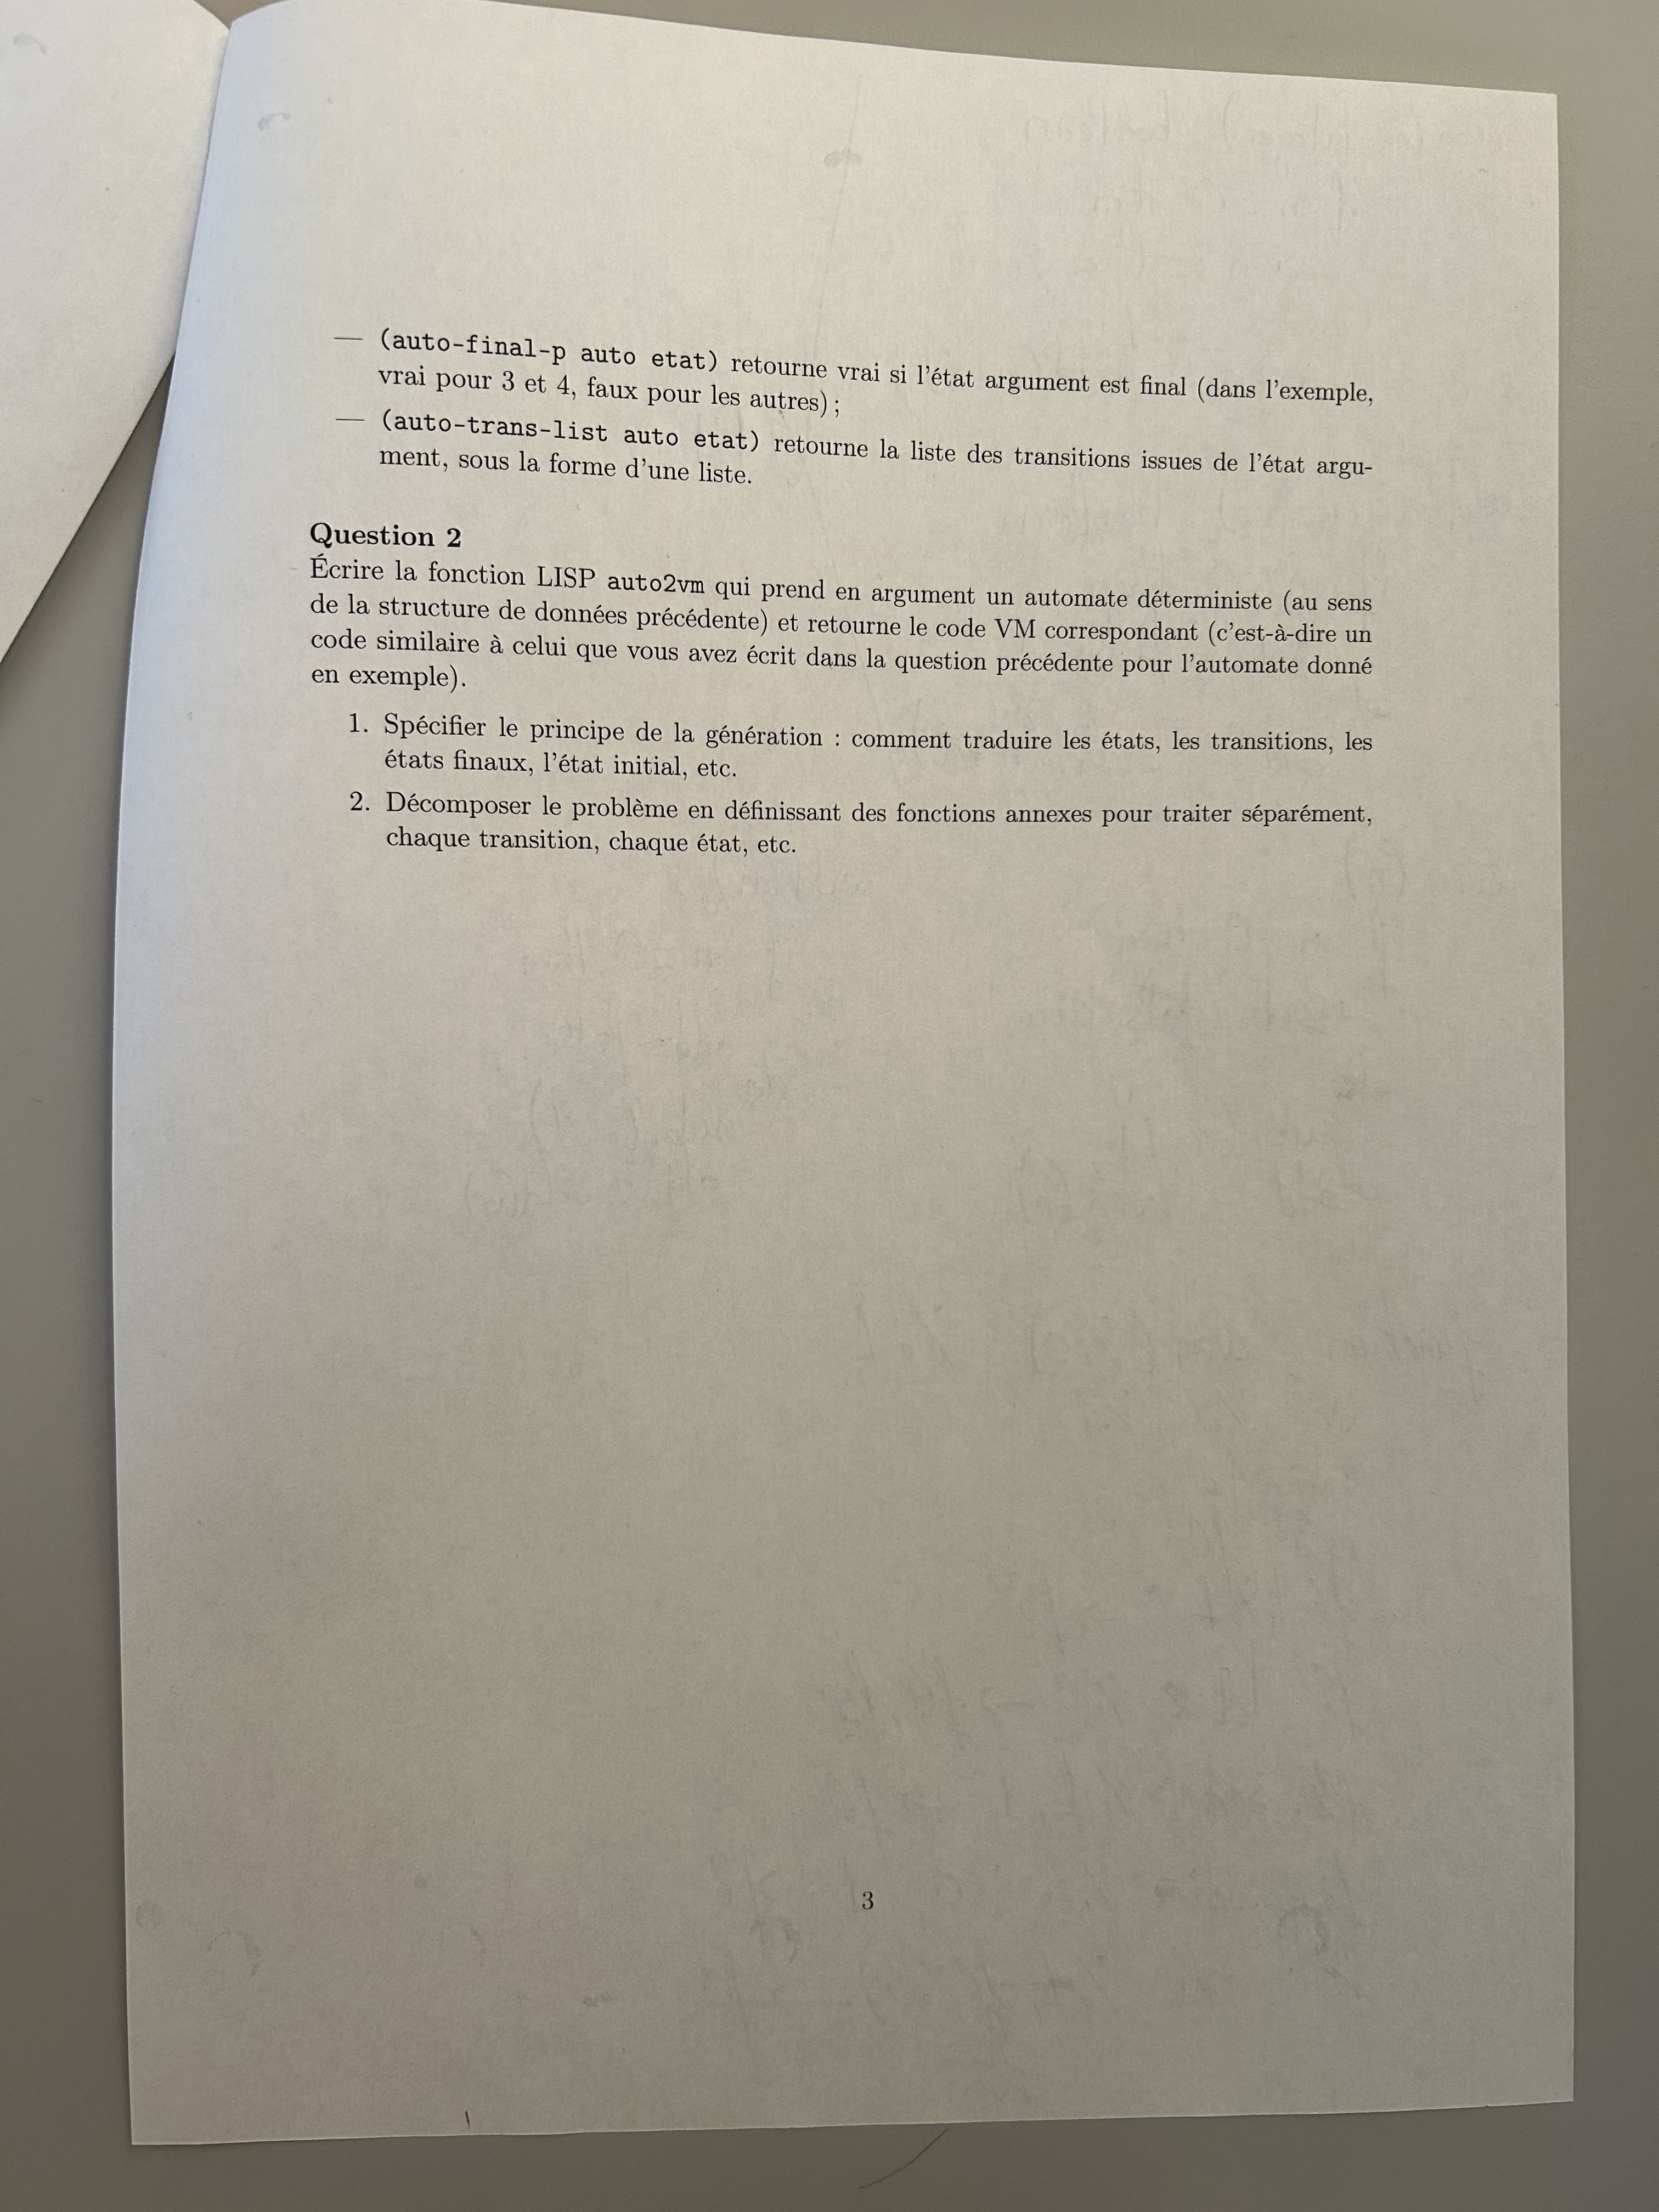 — (auto-final-p auto etat) retourne vrai si l'état argument est final (dans l'exemple,
vrai pour 3 et 4, faux pour les autres) ;
— (auto-trans-list auto etat) retourne la liste des transitions issues de l'état argu-
ment, sous la forme d'une liste.
Question 2
Écrire la fonction LISP auto2vm qui prend en argument un automate déterministe (au sens
de la structure de données précédente) et retourne le code VM correspondant (c'est-à-dire un
code similaire à celui que vous avez écrit dans la question précédente pour l'automate donné
en exemple).
1. Spécifier le principe de la génération : comment traduire les états, les transitions, les
états finaux, l'état initial, etc.
2. Décomposer le problème en définissant des fonctions annexes pour traiter séparément,
chaque transition, chaque état, etc.
3